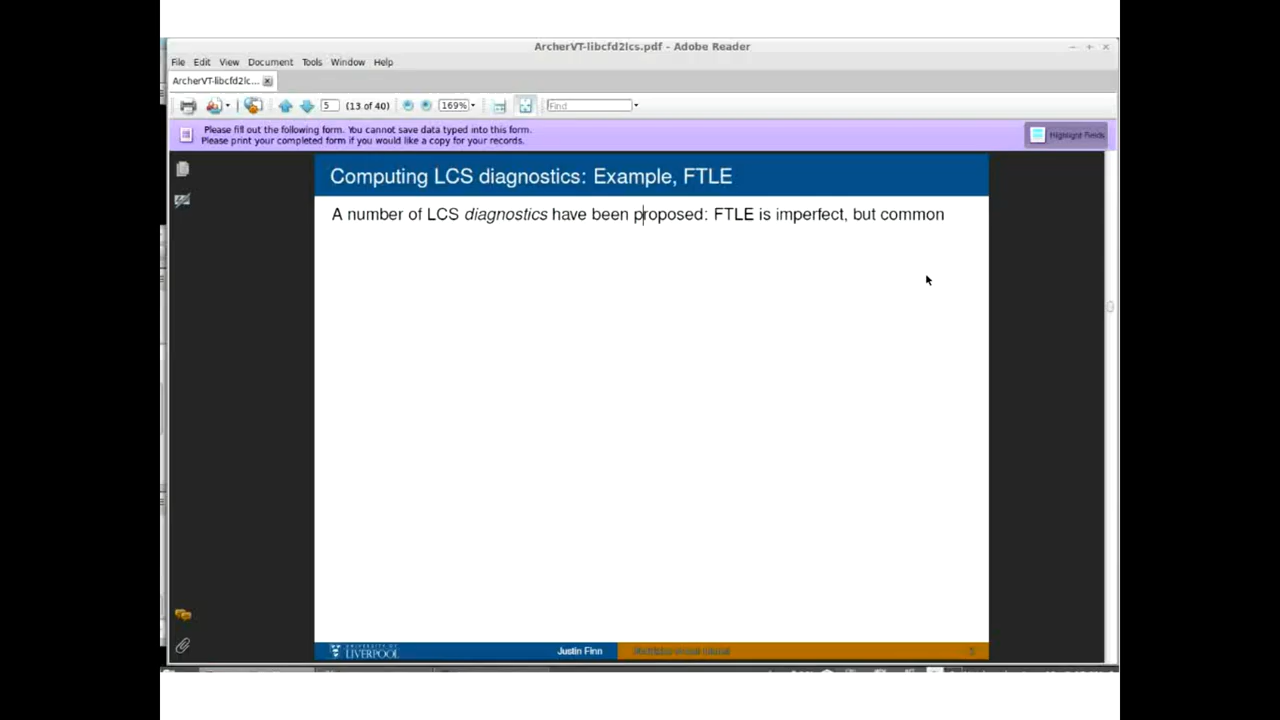 ArcherVT-libcfd2lcs.pdf - Adobe Reader
File Edit View Document Tools Window Help
ArcherVT-libcfd2lc...
5 (13 of 40) 169% Find
Please fill out the following form. You cannot save data typed into this form.
Please print your completed form if you would like a copy for your records.
Highlight Fields
Computing LCS diagnostics: Example, FTLE
A number of LCS diagnostics have been proposed: FTLE is imperfect, but common
UNIVERSITY OF
LIVERPOOL
Justin Finn
5